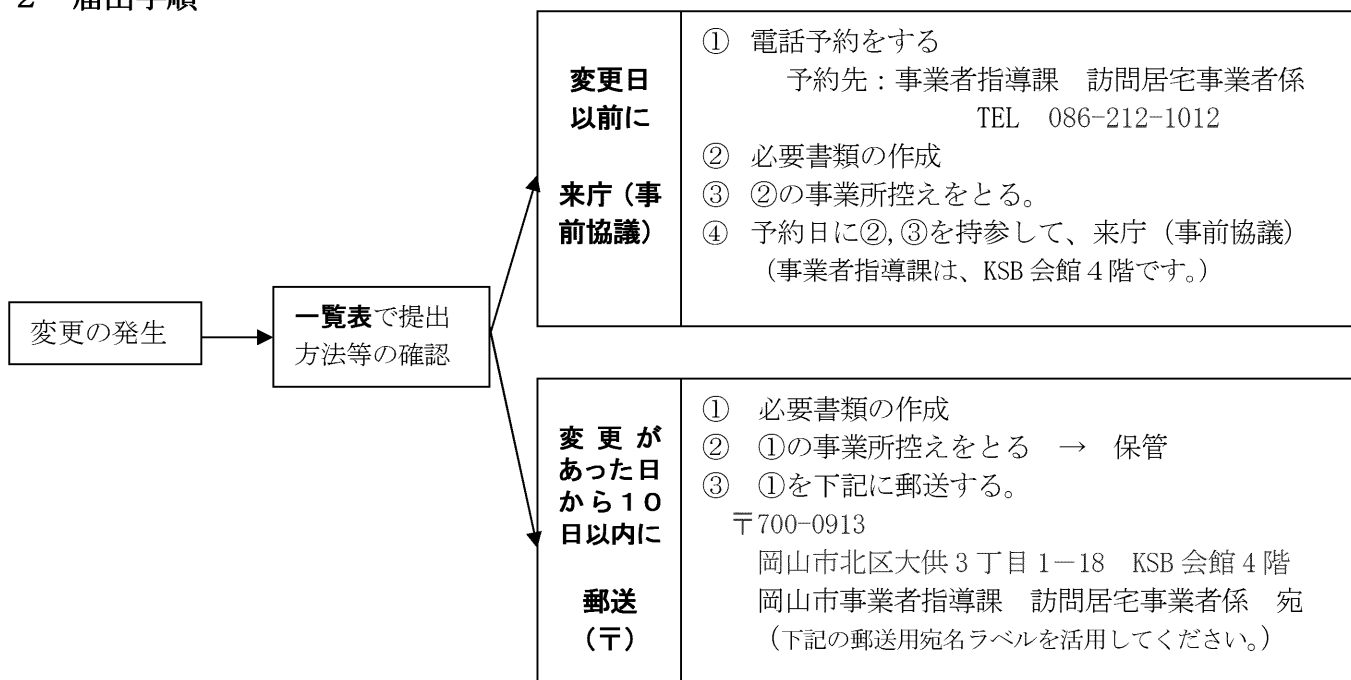 2 届出手順
変更の発生
一覧表で提出
方法等の確認
変更日
以前に
来庁（事
前協議）
① 電話予約をする
予約先：事業者指導課 訪問居宅事業者係
TEL 086-212-1012
② 必要書類の作成
③ ②の事業所控えをとる。
④ 予約日に②,③を持参して、来庁（事前協議）
（事業者指導課は、KSB会館４階です。）
変更が
あった日
から１０
日以内に
郵送
（〒）
① 必要書類の作成
② ①の事業所控えをとる → 保管
③ ①を下記に郵送する。
〒700-0913
岡山市北区大供３丁目1－18 KSB会館４階
岡山市事業者指導課 訪問居宅事業者係 宛
（下記の郵送用宛名ラベルを活用してください。）